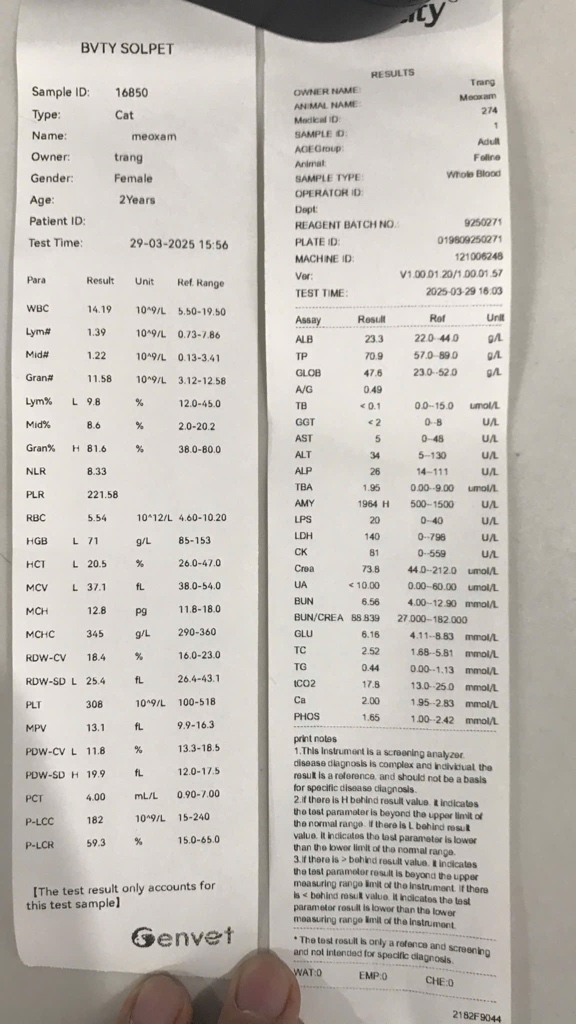 BVTY SOLPET
Sample ID: 16850
Type: Cat
Name: meoxam
Owner: trang
Gender: Female
Age: 2Years
Patient ID:
Test Time: 29-03-2025 15:56
Para Result Unit Ref. Range
WBC 14.19 10^9/L 5.50-19.50
Lym# 1.39 10^9/L 0.73-7.86
Mid# 1.22 10^9/L 0.13-3.41
Gran# 11.58 10^9/L 3.12-12.58
Lym% L 9.8 % 12.0-45.0
Mid% 8.6 % 2.0-20.2
Gran% H 81.6 % 38.0-80.0
NLR 8.33
PLR 221.58
RBC 5.54 10^12/L 4.60-10.20
HGB L 71 g/L 85-153
HCT L 20.5 % 26.0-47.0
MCV L 37.1 fL 38.0-54.0
MCH 12.8 pg 11.8-18.0
MCHC 345 g/L 290-360
RDW-CV 18.4 % 16.0-23.0
RDW-SD L 25.4 fL 26.4-43.1
PLT 308 10^9/L 100-518
MPV 13.1 fL 9.9-16.3
PDW-CV L 11.8 % 13.3-18.5
PDW-SD H 19.9 fL 12.0-17.5
PCT 4.00 mL/L 0.90-7.00
P-LCC 182 10^9/L 15-240
P-LCR 59.3 % 15.0-65.0
[The test result only accounts for
this test sample]
Genvet
RESULTS
OWNER NAME: Trang
ANIMAL NAME: Meoxam
Medical ID: 274
SAMPLE ID: 1
AGEGroup: Adult
Animal: Feline
SAMPLE TYPE: Whole Blood
OPERATOR ID:
Dept:
REAGENT BATCH NO.: 9250271
PLATE ID: 019809250271
MACHINE ID: 121006248
Ver: V1.00.01.20/1.00.01.57
TEST TIME: 2025-03-29 16:03
Assay Result Ref Unit
ALB 23.3 22.0--44.0 g/L
TP 70.9 57.0--89.0 g/L
GLOB 47.6 23.0--52.0 g/L
A/G 0.49
TB < 0.1 0.0--15.0 umol/L
GGT < 2 0--8 U/L
AST 5 0--48 U/L
ALT 34 5--130 U/L
ALP 26 14--111 U/L
TBA 1.95 0.00--9.00 umol/L
AMY 1964 H 500--1500 U/L
LPS 20 0--40 U/L
LDH 140 0--798 U/L
CK 81 0--559 U/L
Crea 73.8 44.0--212.0 umol/L
UA < 10.00 0.00--60.00 umol/L
BUN 6.56 4.00--12.90 mmol/L
BUN/CREA 88.839 27.000--182.000
GLU 6.16 4.11--8.83 mmol/L
TC 2.52 1.68--5.81 mmol/L
TG 0.44 0.00--1.13 mmol/L
tCO2 17.8 13.0--25.0 mmol/L
Ca 2.00 1.95--2.83 mmol/L
PHOS 1.65 1.00--2.42 mmol/L
print notes
1.This Instrument is a screening analyzer.
disease diagnosis is complex and individual, the
result is a reference, and should not be a basis
for specific disease diagnosis.
2.if there is H behind result value, it indicates
the test parameter is beyond the upper limit of
the normal range. If there is L behind result
value. It indicates the test parameter is lower
than the lower limit of the normal range.
3.if there is > behind result value. it indicates
the test parameter result is beyond the upper
measuring range limit of the Instrument. If there
is < behind result value. it indicates the test
parameter result is lower than the lower
measuring range limit of the Instrument.
* The test result is only a refence and screening
and not intended for specific diagnosis.
WAT:0 EMP:0 CHE:0
2182F9044